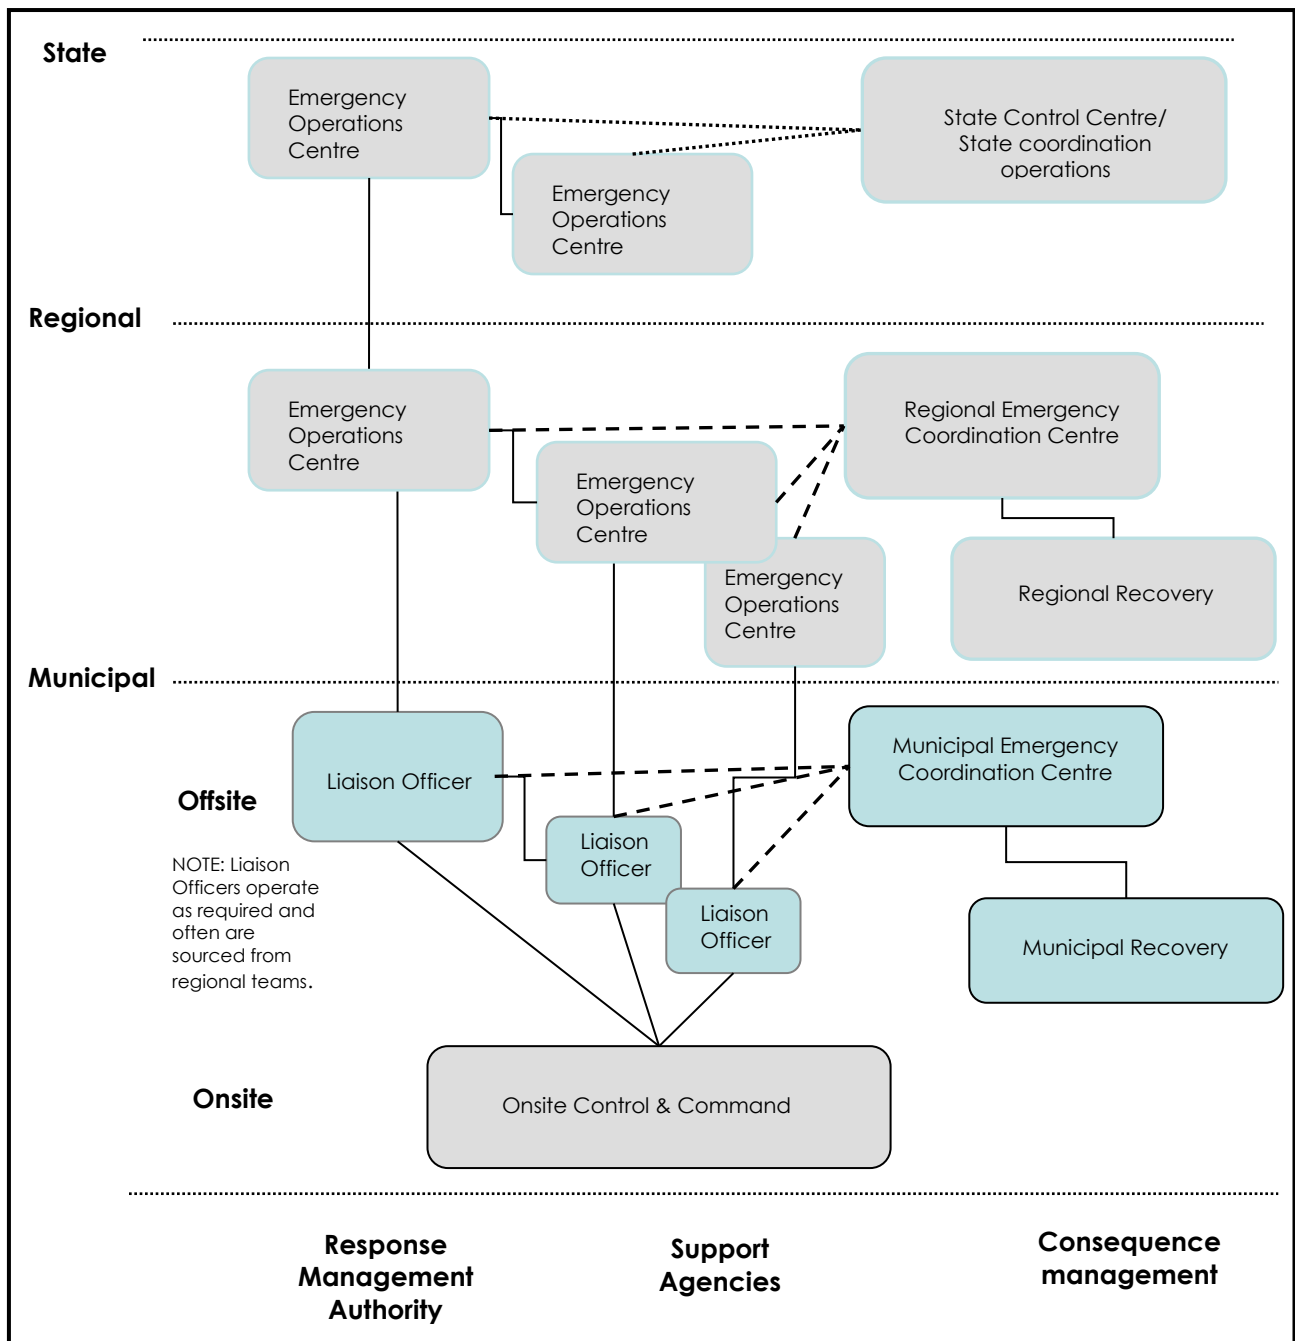 State
Emergency
Operations
Centre
State Control Centre/
State coordination
operations
Emergency
Operations
Centre
Regional
Emergency
Operations
Centre
Regional Emergency
Coordination Centre
Emergency
Operations
Centre
Emergency
Operations
Centre
Regional Recovery
Municipal
Liaison Officer
Municipal Emergency
Coordination Centre
Offsite
NOTE: Liaison
Officers operate
as required and
often are
sourced from
regional teams.
Liaison
Officer
Liaison
Officer
Municipal Recovery
Onsite
Onsite Control & Command
Response
Management
Authority
Support
Agencies
Consequence
management